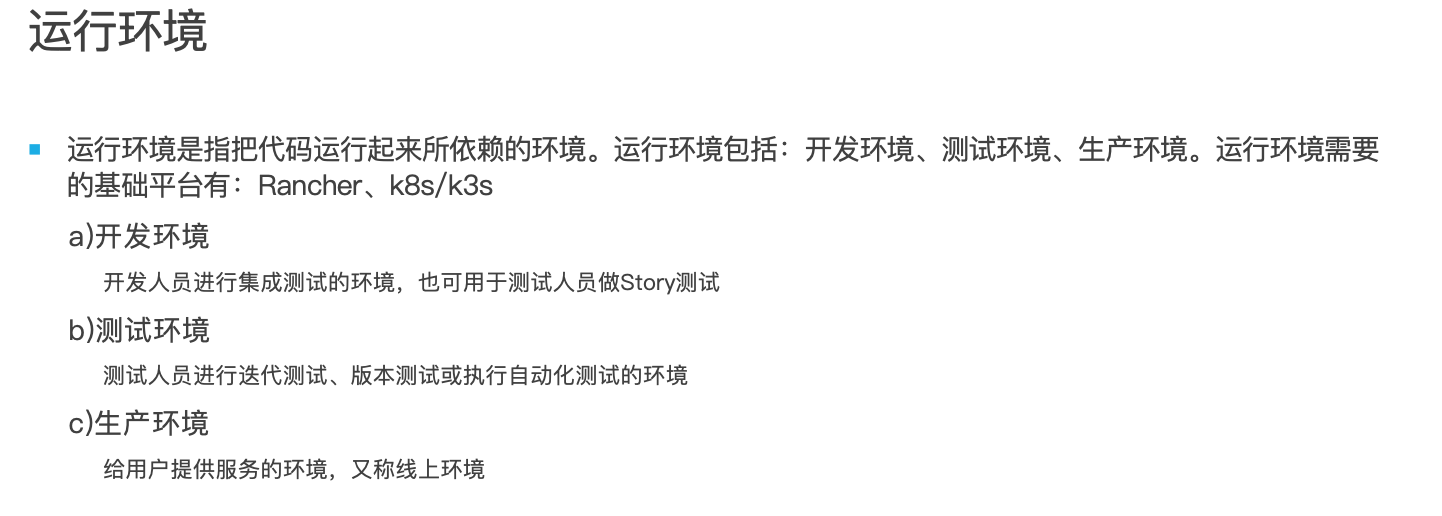 运行环境
运行环境是指把代码运行起来所依赖的环境。运行环境包括：开发环境、测试环境、生产环境。运行环境需要
的基础平台有：Rancher、k8s/k3s
a)开发环境
开发人员进行集成测试的环境，也可用于测试人员做Story测试
b)测试环境
测试人员进行迭代测试、版本测试或执行自动化测试的环境
c)生产环境
给用户提供服务的环境，又称线上环境